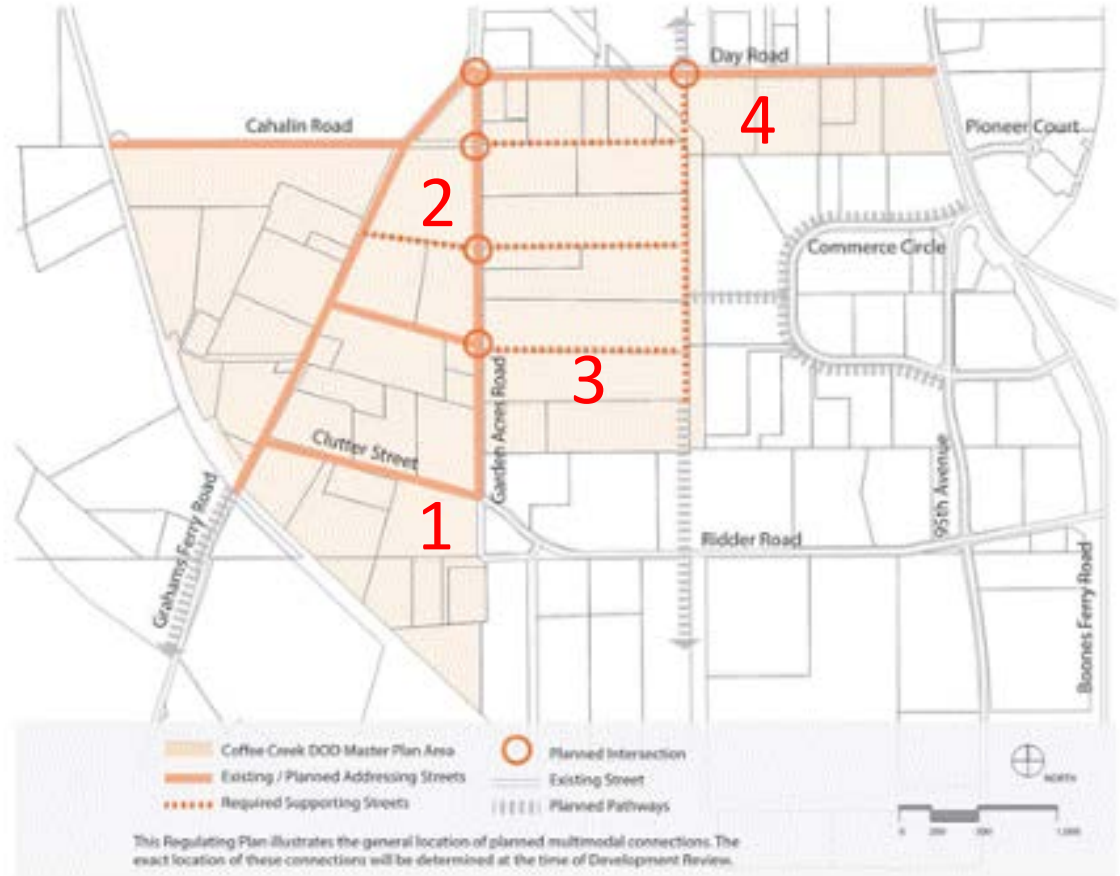 Day Road
4
Cahalin Road
Pioneer Court
2
Commerce Circle
3
Garden Acres Road
Clutter Street
1
95th Avenue
Ridder Road
Grahams Ferry Road
Boones Ferry Road
Coffee Creek DOD Master Plan Area
Existing / Planned Addressing Streets
Required Supporting Streets
Planned Intersection
Existing Street
Planned Pathways
NORTH
0
1,000
This Regulating Plan illustrates the general location of planned multimodal connections. The
exact location of these connections will be determined at the time of Development Review.